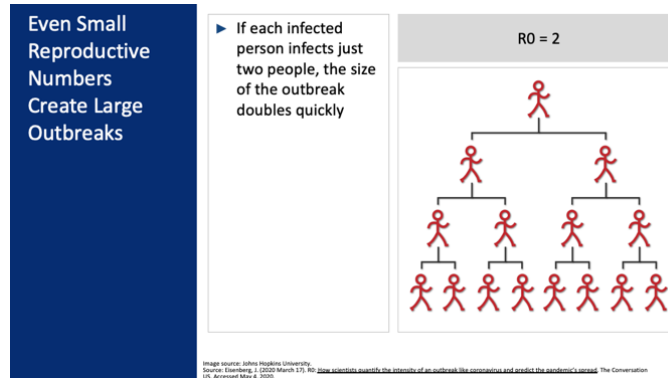 Even Small
Reproductive
Numbers
Create Large
Outbreaks
► If each infected
person infects just
two people, the size
of the outbreak
doubles quickly
R0 = 2
Image source: Johns Hopkins University.
Source: Eisenberg, J. (2020 March 17). R0: How scientists quantify the intensity of an outbreak like coronavirus and predict the pandemic's spread. The Conversation
US. Accessed May 4, 2020.